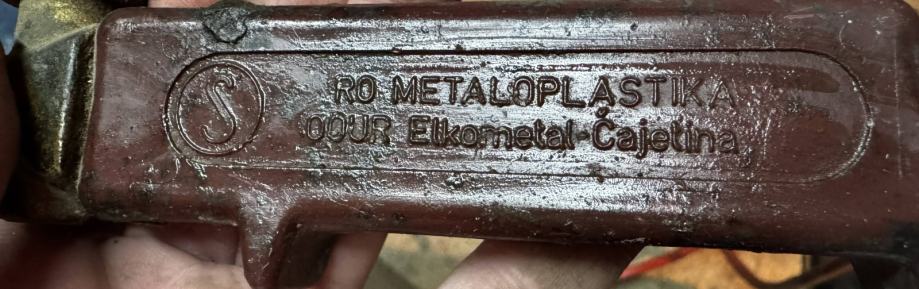 S
RO METALOPLASTIKA
OOUR Elkometal-Čajetina